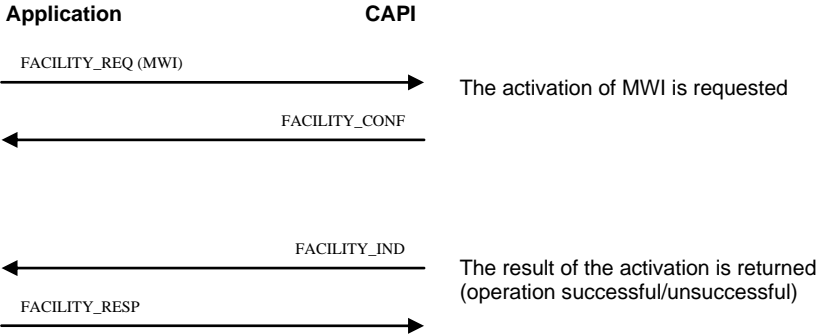 Application CAPI
FACILITY_REQ (MWI)
The activation of MWI is requested
FACILITY_CONF
FACILITY_IND
The result of the activation is returned
(operation successful/unsuccessful)
FACILITY_RESP